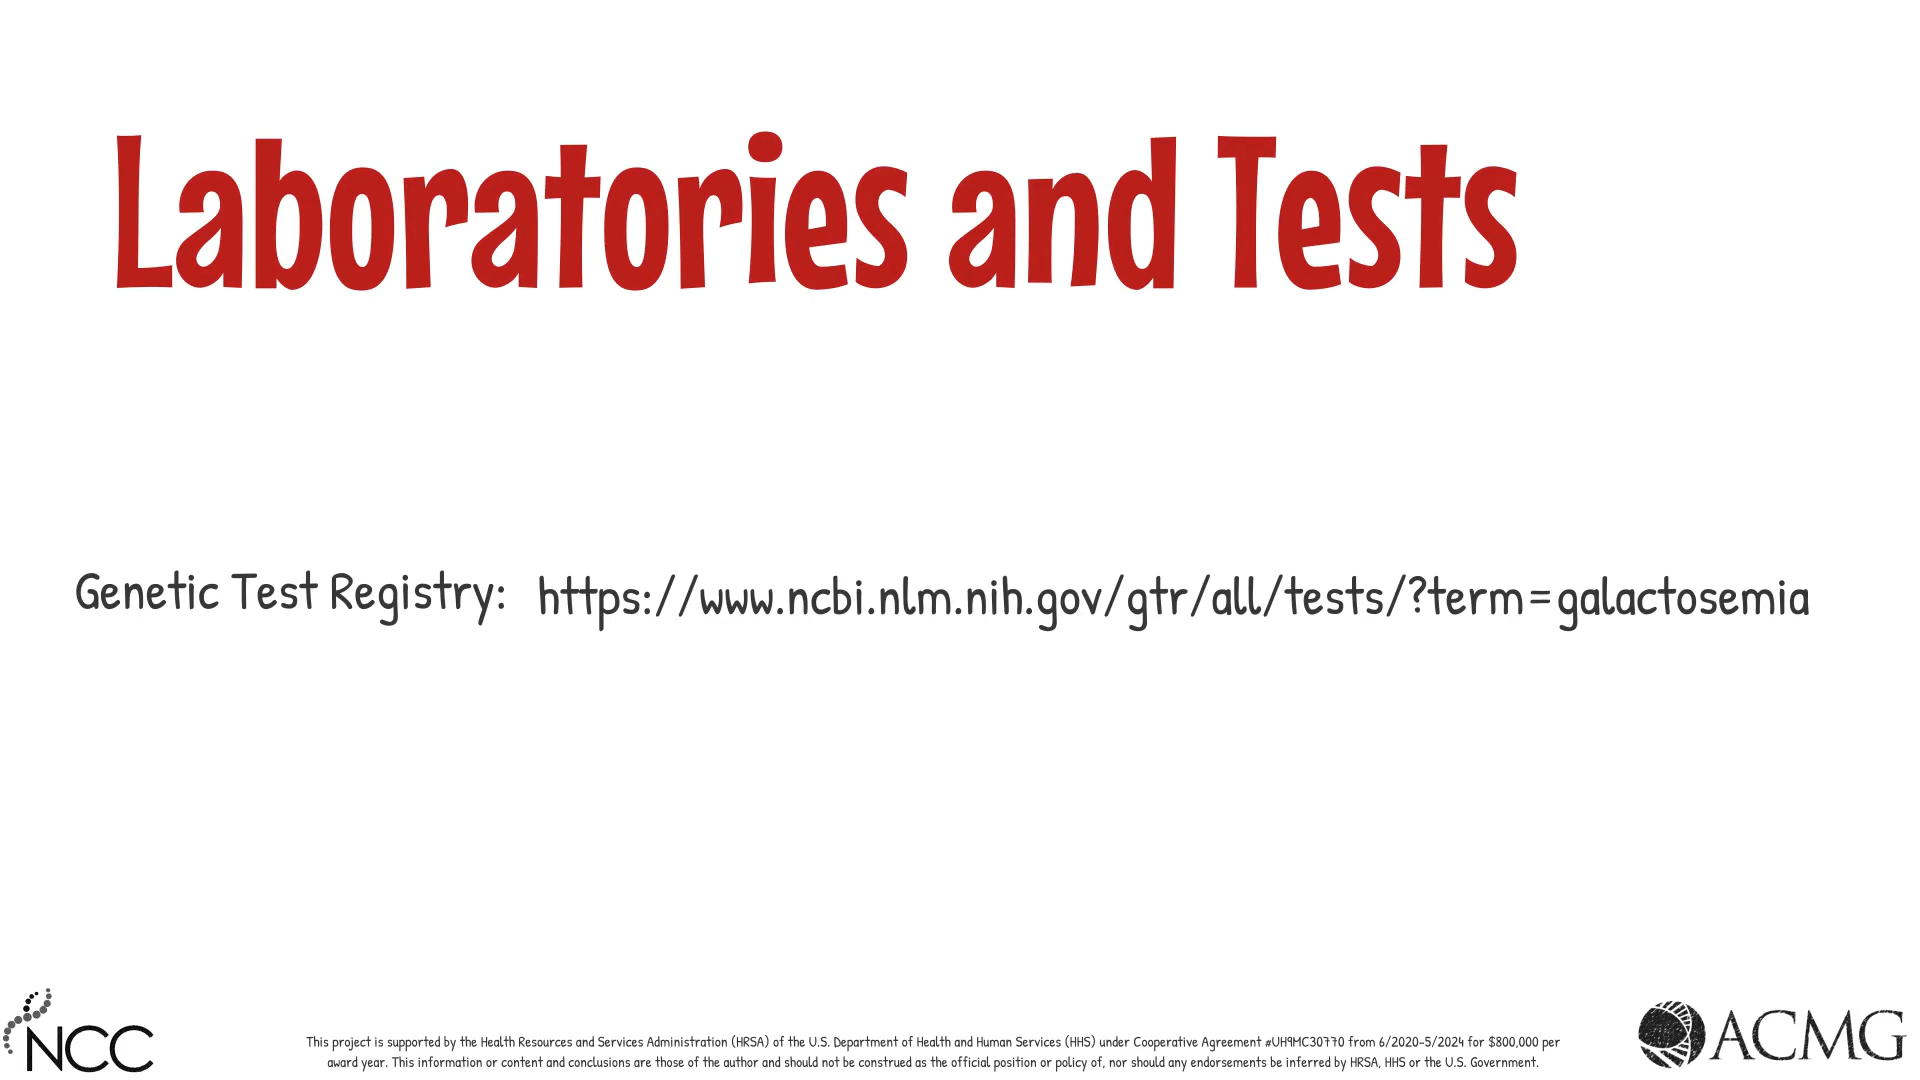 Laboratories and Tests
Genetic Test Registry: https://www.ncbi.nlm.nih.gov/gtr/all/tests/?term=galactosemia
NCC
This project is supported by the Health Resources and Services Administration (HRSA) of the U.S. Department of Health and Human Services (HHS) under Cooperative Agreement #UH9MC30770 from 6/2020-5/2024 for $800,000 per
award year. This information or content and conclusions are those of the author and should not be construed as the official position or policy of, nor should any endorsements be inferred by HRSA, HHS or the U.S. Government.
ACMG